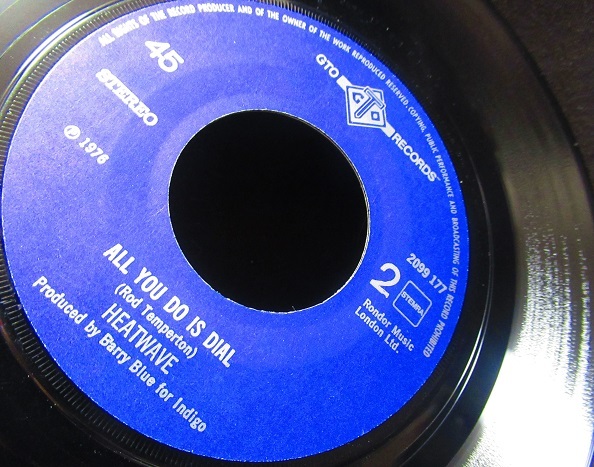 ALL RIGHTS OF THE RECORD PRODUCER AND OF THE OWNER OF THE WORK REPRODUCED RESERVED. COPYING, PUBLIC PERFORMANCE AND BROADCASTING OF THIS RECORD PROHIBITED
45
STEREO
℗ 1976
GTO
GTO
RECORDS™
2099 177
2
STEMRA
Rondor Music
London Ltd.
ALL YOU DO IS DIAL
(Rod Temperton)
HEATWAVE
Produced by Barry Blue for Indigo